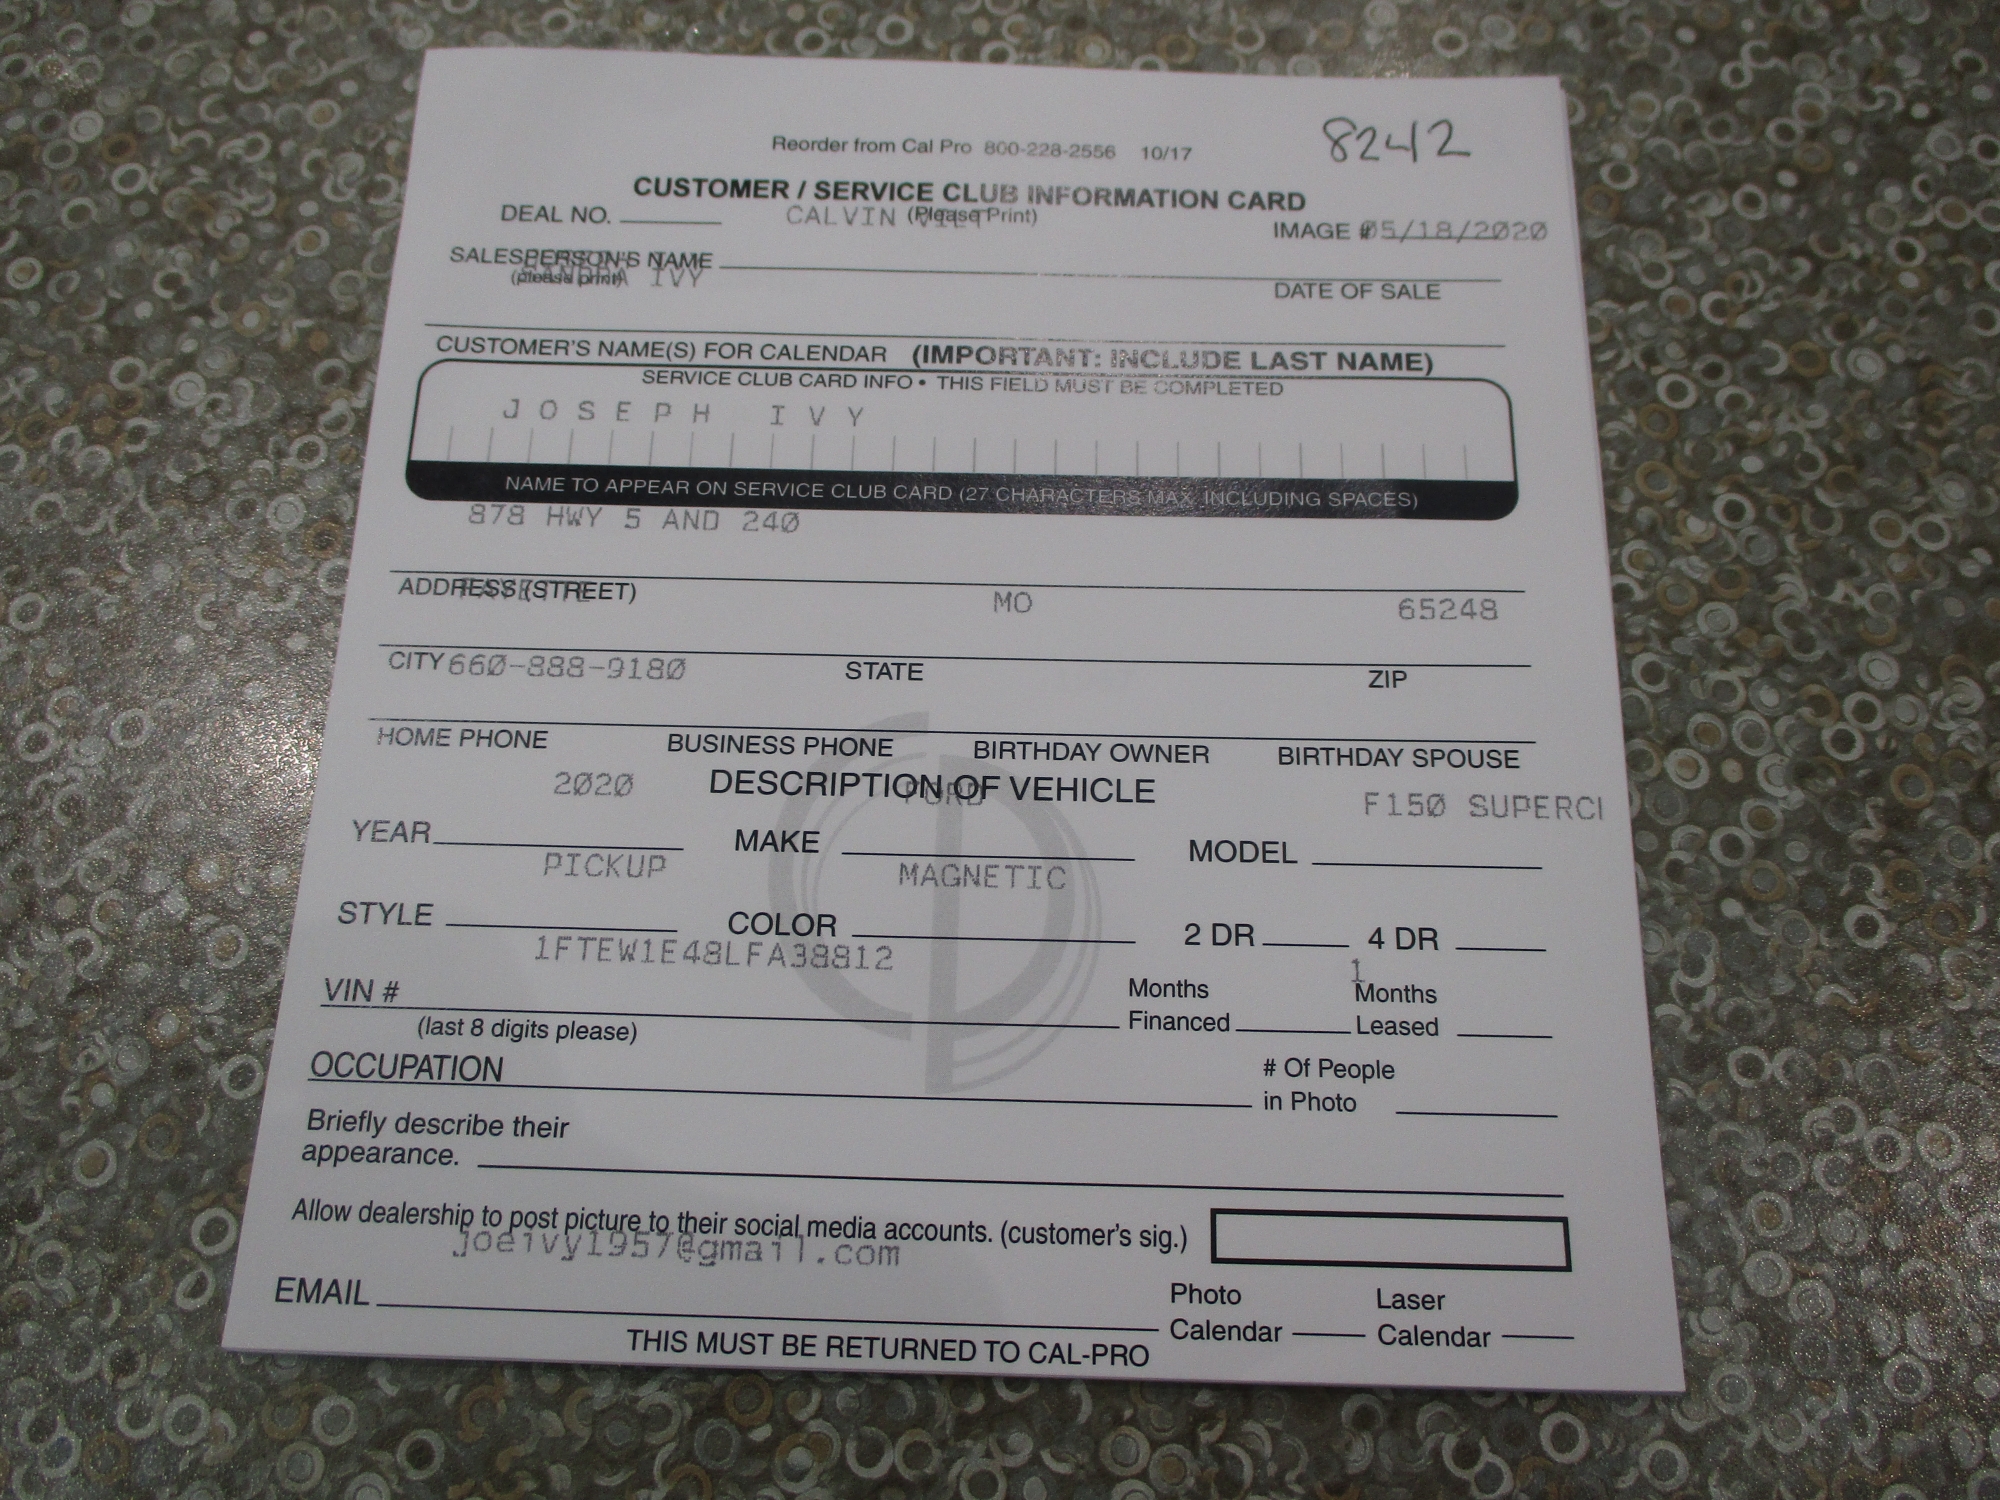 Reorder from Cal Pro 800-228-2556 10/17
8242
CUSTOMER / SERVICE CLUB INFORMATION CARD
DEAL NO. CALVIN (Please Print)
IMAGE # 05/18/2020
SALESPERSON'S NAME
(please print) SANDRA IVY
DATE OF SALE
CUSTOMER'S NAME(S) FOR CALENDAR (IMPORTANT: INCLUDE LAST NAME)
SERVICE CLUB CARD INFO • THIS FIELD MUST BE COMPLETED
JOSEPH IVY
NAME TO APPEAR ON SERVICE CLUB CARD (27 CHARACTERS MAX, INCLUDING SPACES)
878 HWY 5 AND 240
ADDRESS (STREET) FAYETTE MO 65248
CITY 660-888-9180 STATE ZIP
HOME PHONE BUSINESS PHONE BIRTHDAY OWNER BIRTHDAY SPOUSE
DESCRIPTION OF VEHICLE
2020 FORD F150 SUPERC
YEAR MAKE MODEL
PICKUP MAGNETIC
STYLE COLOR 2 DR 4 DR
1FTEW1E48LFA38812 1
VIN # Months Financed Months Leased
(last 8 digits please)
OCCUPATION # Of People in Photo
Briefly describe their
appearance.
Allow dealership to post picture to their social media accounts. (customer's sig.)
joeivy1957@gmail.com
EMAIL Photo Calendar Laser Calendar
THIS MUST BE RETURNED TO CAL-PRO